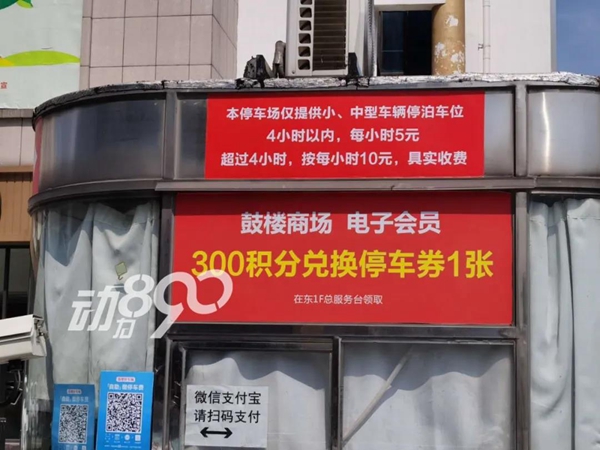 本停车场仅提供小、中型车辆停泊车位
4小时以内，每小时5元
超过4小时，按每小时10元，具实收费
鼓楼商场 电子会员
300积分兑换停车券1张
在东1F总服务台领取
动力890
微信支付宝
请扫码支付